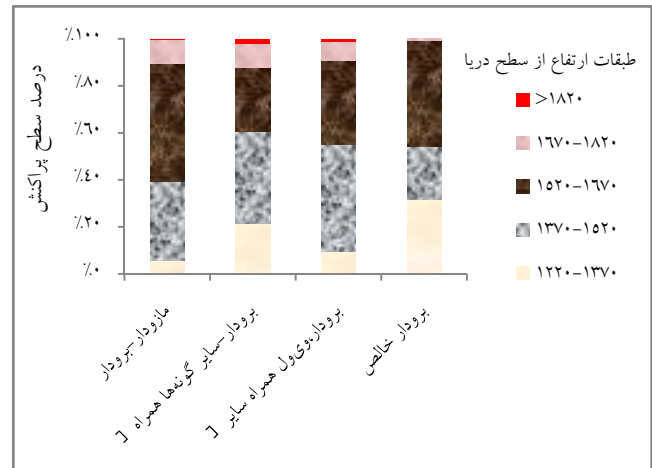 ٪۱۰۰
٪۸۰
٪۶۰
٪۴۰
٪۲۰
٪۰
درصد سطح پراکنش
طبقات ارتفاع از سطح دریا
>۱۸۲۰
۱۶۷۰-۱۸۲۰
۱۵۲۰-۱۶۷۰
۱۳۷۰-۱۵۲۰
۱۲۲۰-۱۳۷۰
مازودار-برودار
برودار-سایر گونه‌ها همراه [
برودار.وی‌ول همراه سایر [
برودار خالص